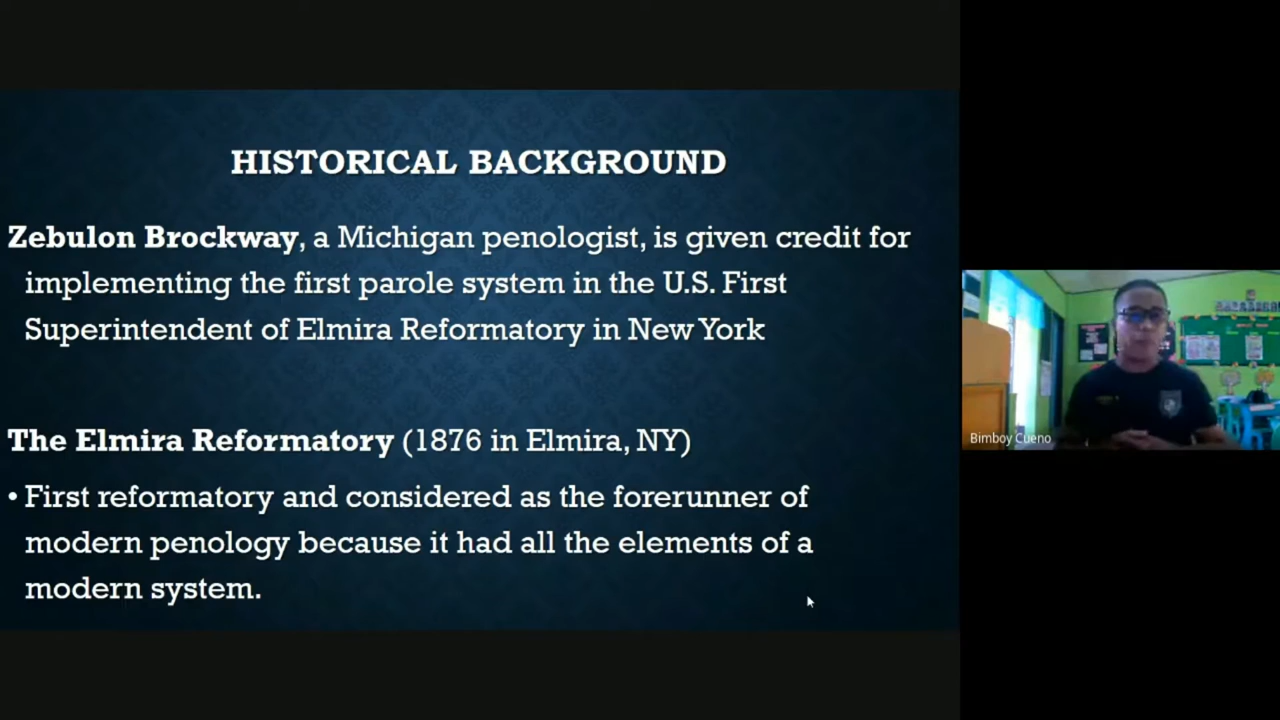 HISTORICAL BACKGROUND
Zebulon Brockway, a Michigan penologist, is given credit for
implementing the first parole system in the U.S. First
Superintendent of Elmira Reformatory in New York
The Elmira Reformatory (1876 in Elmira, NY)
• First reformatory and considered as the forerunner of
modern penology because it had all the elements of a
modern system.
Bimboy Cueno